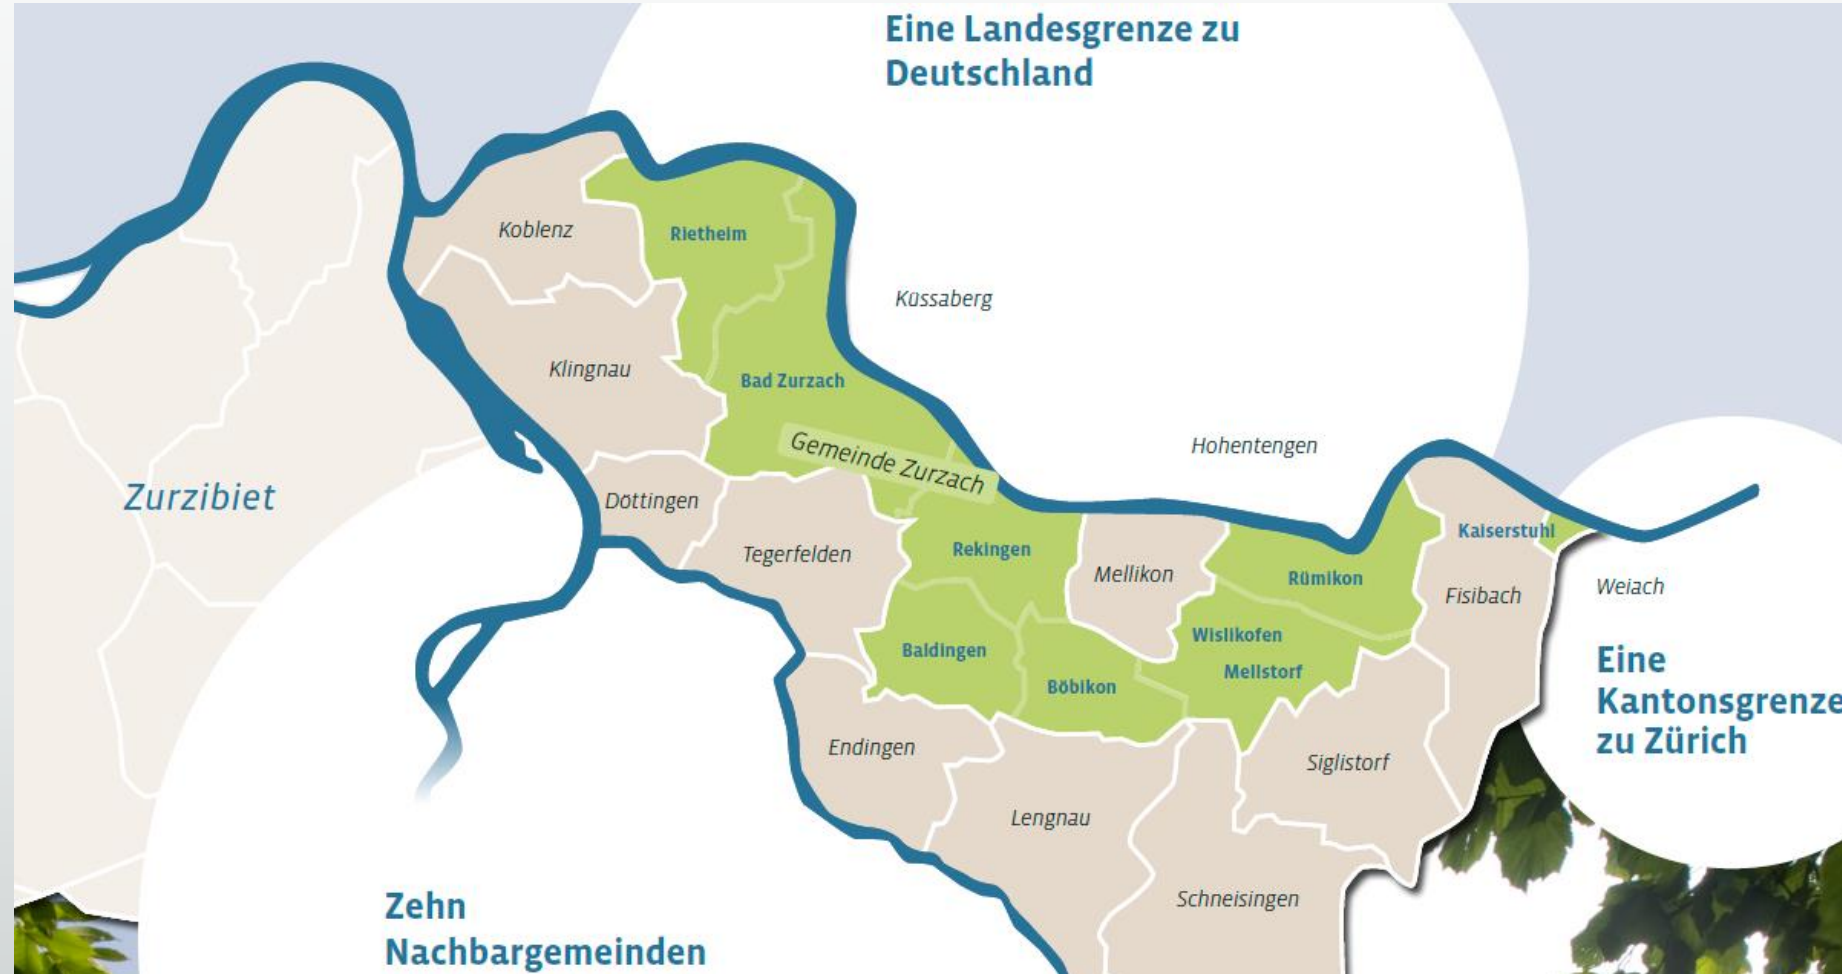 Eine Landesgrenze zu
Deutschland
Koblenz
Rietheim
Küssaberg
Klingnau
Bad Zurzach
Gemeinde Zurzach
Hohentengen
Zurzibiet
Döttingen
Kaiserstuhl
Tegerfelden
Rekingen
Mellikon
Rümikon
Weiach
Fisibach
Wislikofen
Baldingen
Mellstorf
Böbikon
Eine
Kantonsgrenze
zu Zürich
Endingen
Siglistorf
Lengnau
Schneisingen
Zehn
Nachbargemeinden